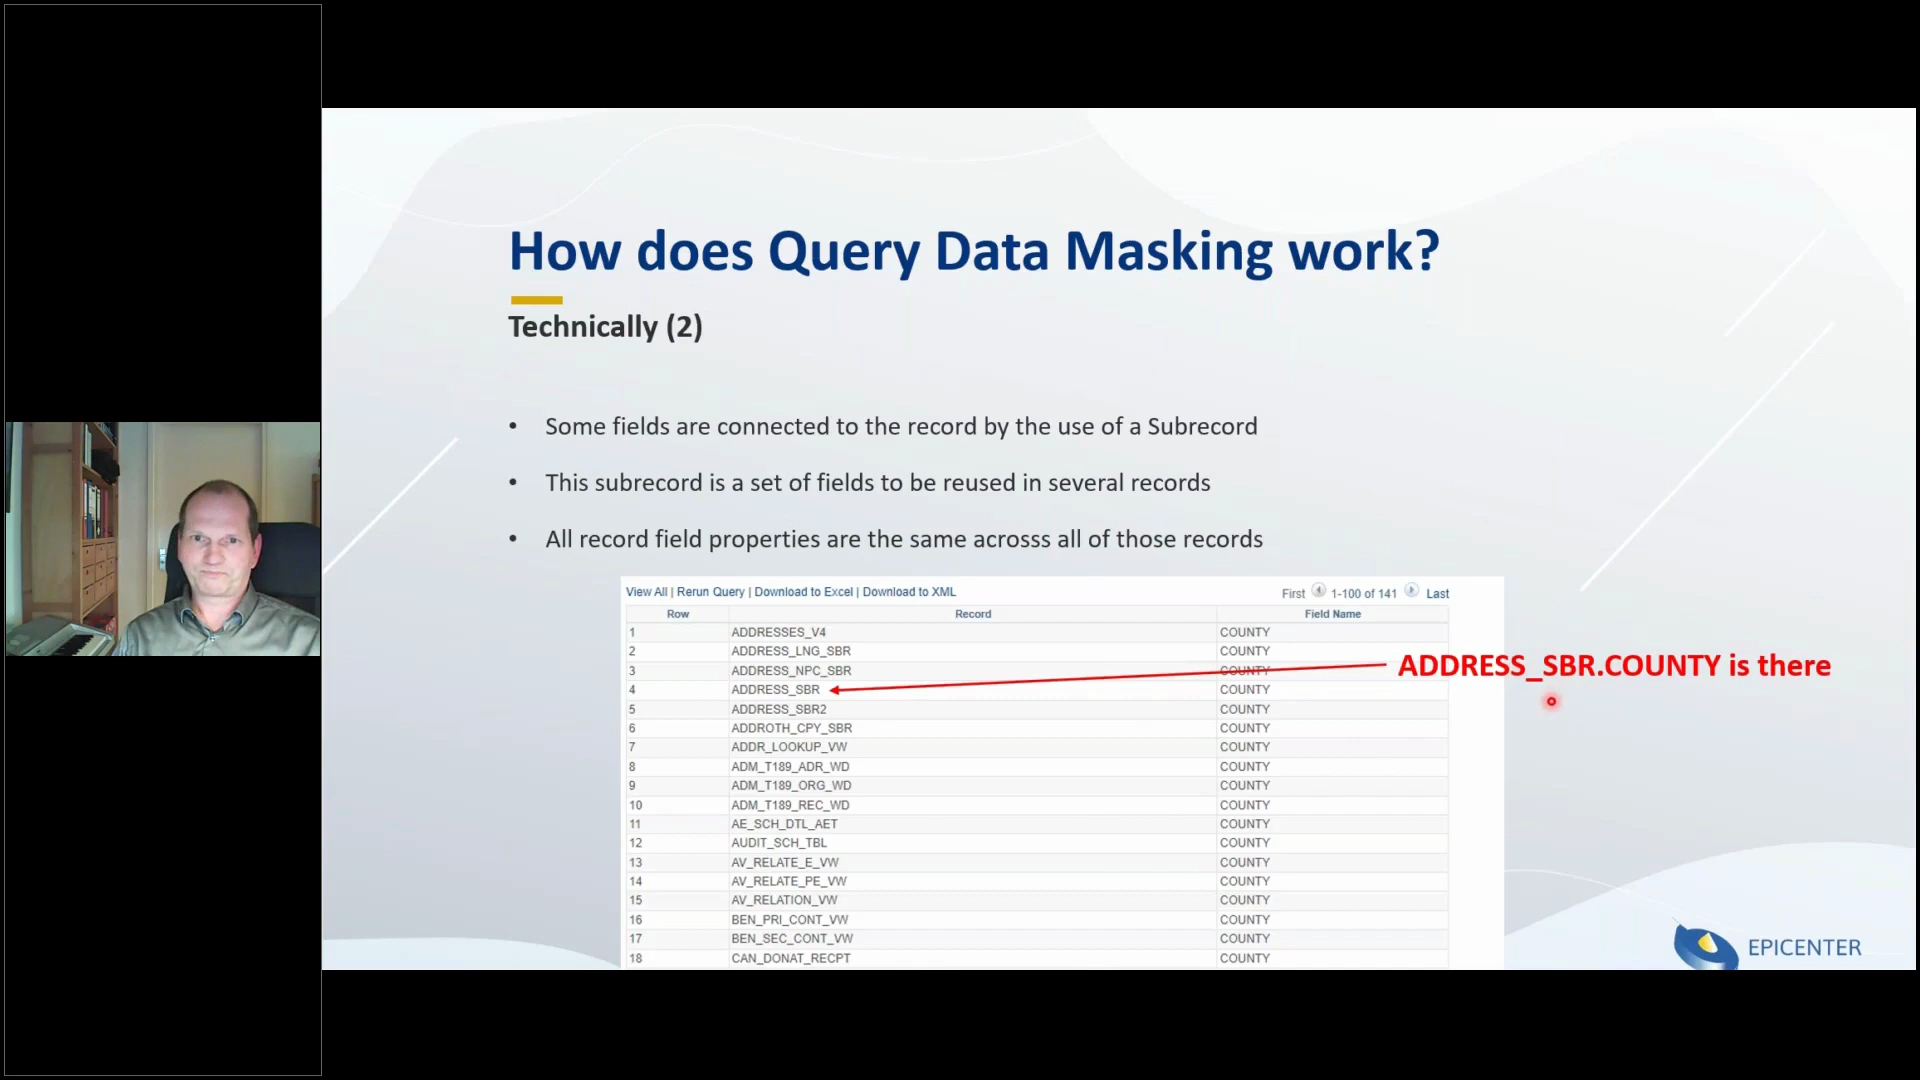 How does Query Data Masking work?
Technically (2)
• Some fields are connected to the record by the use of a Subrecord
• This subrecord is a set of fields to be reused in several records
• All record field properties are the same acrosss all of those records
View All | Rerun Query | Download to Excel | Download to XML First 1-100 of 141 Last
Row Record Field Name
1 ADDRESSES_V4 COUNTY
2 ADDRESS_LNG_SBR COUNTY
3 ADDRESS_NPC_SBR COUNTY
4 ADDRESS_SBR COUNTY
ADDRESS_SBR.COUNTY is there
5 ADDRESS_SBR2 COUNTY
6 ADDROTH_CPY_SBR COUNTY
7 ADDR_LOOKUP_VW COUNTY
8 ADM_T189_ADR_WD COUNTY
9 ADM_T189_ORG_WD COUNTY
10 ADM_T189_REC_WD COUNTY
11 AE_SCH_DTL_AET COUNTY
12 AUDIT_SCH_TBL COUNTY
13 AV_RELATE_E_VW COUNTY
14 AV_RELATE_PE_VW COUNTY
15 AV_RELATION_VW COUNTY
16 BEN_PRI_CONT_VW COUNTY
17 BEN_SEC_CONT_VW COUNTY
18 CAN_DONAT_RECPT COUNTY
EPICENTER